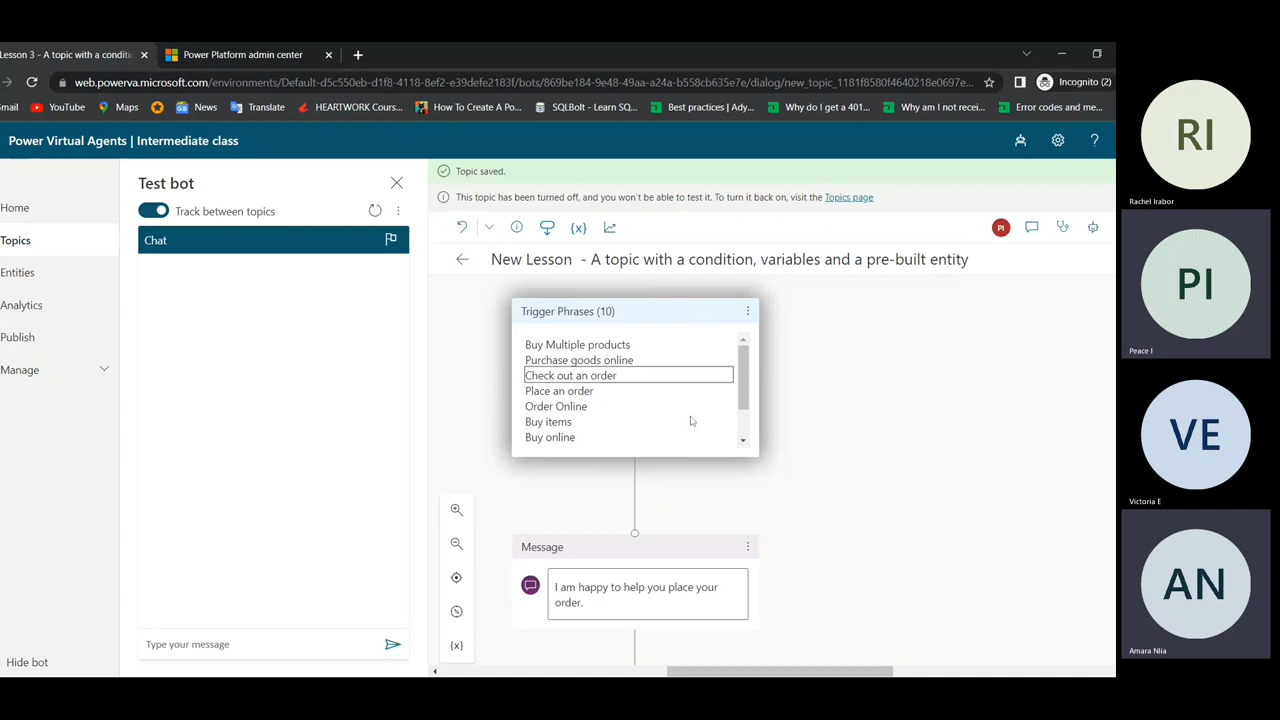 Lesson 3 - A topic with a conditi
Power Platform admin center
web.powerva.microsoft.com/environments/Default-d5c550eb-d1f8-4118-8ef2-e39defe2183f/bots/869be184-9e48-49aa-a24a-b558cb635e7e/dialog/new_topic_1181f8580f4640218e0697e...
Incognito (2)
mail
YouTube
Maps
News
Translate
HEARTWORK Cours...
How To Create A Po...
SQLBolt - Learn SQ...
Best practices | Ady...
Why do I get a 401...
Why am I not recei...
Error codes and me...
Power Virtual Agents | Intermediate class
Home
Topics
Entities
Analytics
Publish
Manage
Hide bot
Test bot
Track between topics
Chat
Type your message
Topic saved.
This topic has been turned off, and you won't be able to test it. To turn it back on, visit the Topics page
{x}
PI
New Lesson - A topic with a condition, variables and a pre-built entity
Trigger Phrases (10)
Buy Multiple products
Purchase goods online
Check out an order
Place an order
Order Online
Buy items
Buy online
Message
I am happy to help you place your
order.
{x}
RI
Rachel Irabor
PI
Peace I
VE
Victoria E
AN
Amara Nlia